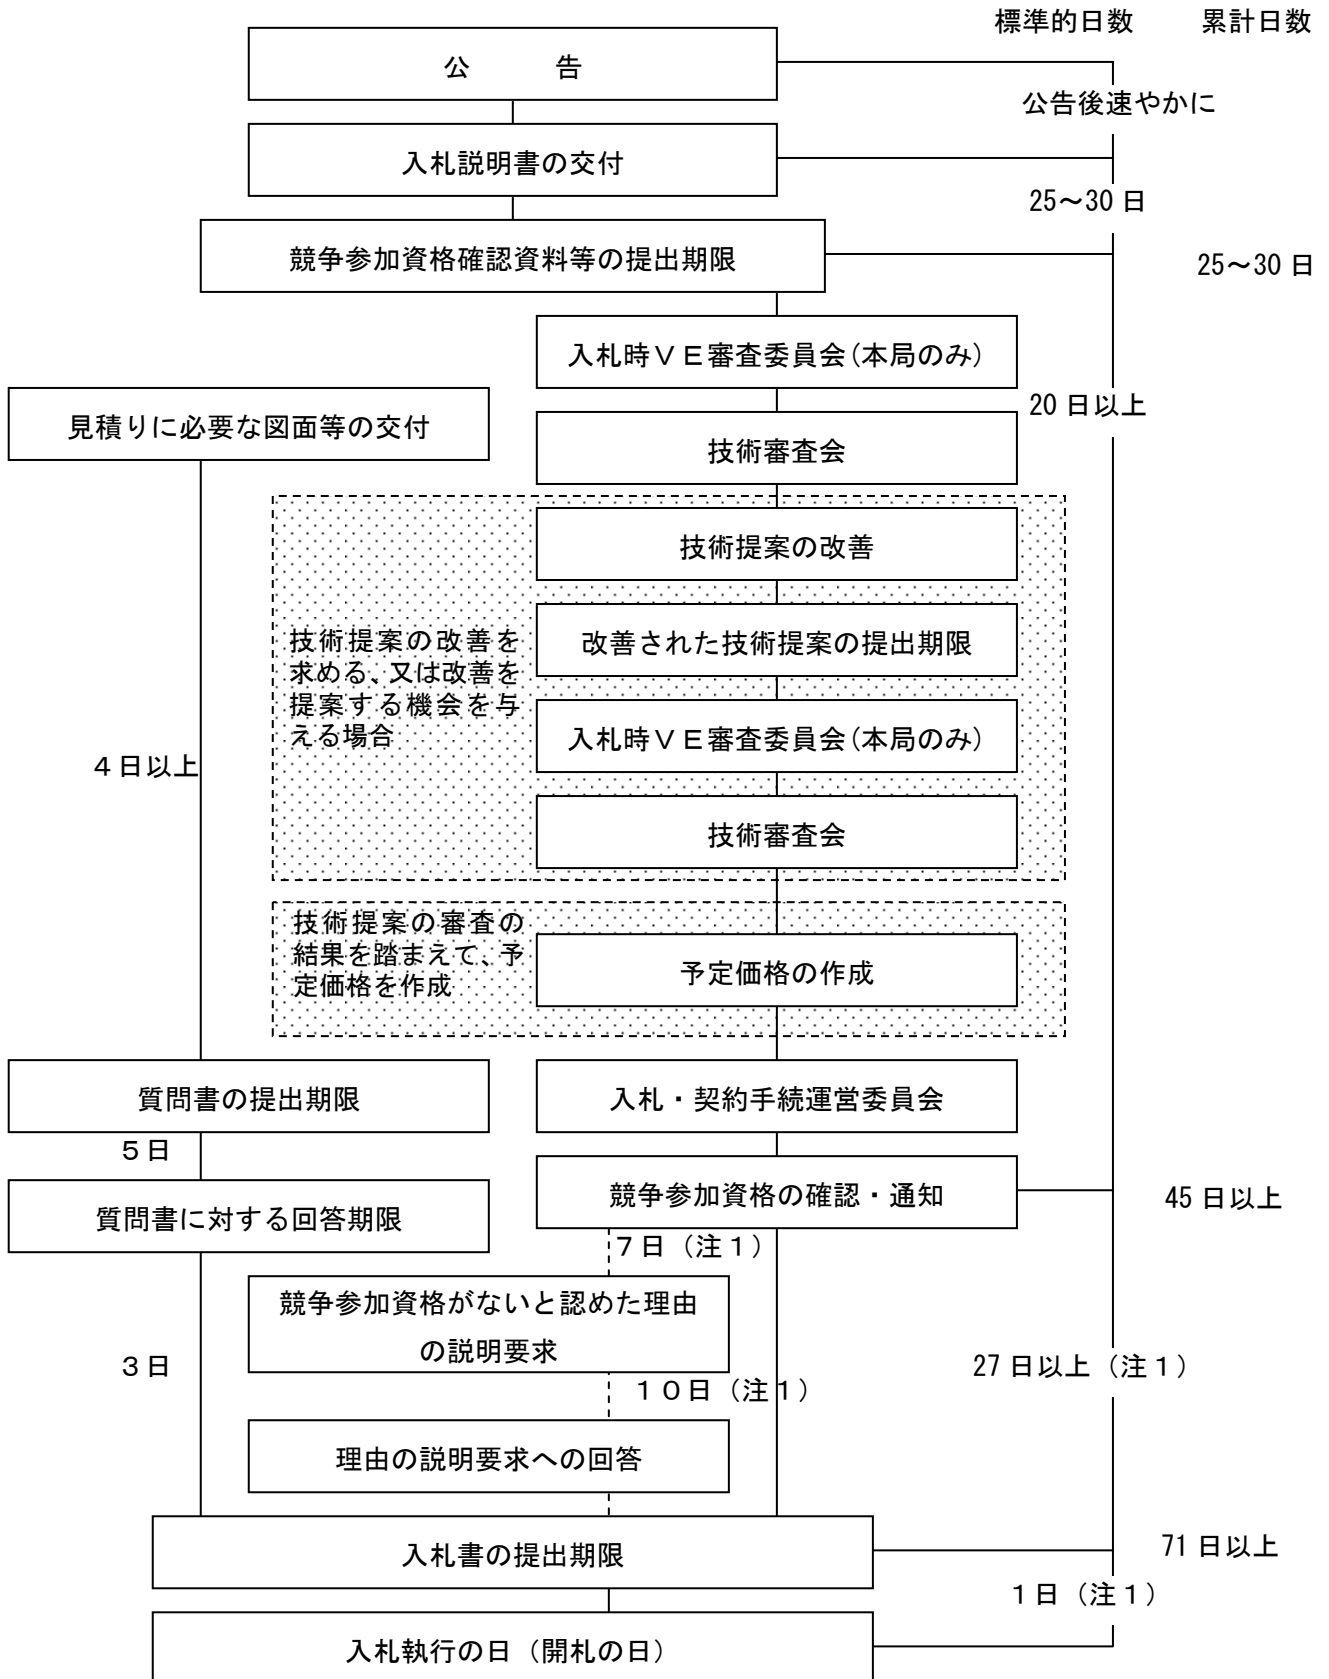 標準的日数 累計日数
公 告
公告後速やかに
入札説明書の交付
25～30 日
競争参加資格確認資料等の提出期限
25～30 日
入札時ＶＥ審査委員会(本局のみ)
見積りに必要な図面等の交付
20 日以上
技術審査会
技術提案の改善
技術提案の改善を
求める、又は改善を
提案する機会を与
える場合
改善された技術提案の提出期限
入札時ＶＥ審査委員会(本局のみ)
４日以上
技術審査会
技術提案の審査の
結果を踏まえて、予
定価格を作成
予定価格の作成
質問書の提出期限
入札・契約手続運営委員会
５日
競争参加資格の確認・通知
45 日以上
質問書に対する回答期限
７日（注１）
競争参加資格がないと認めた理由
の説明要求
３日
27 日以上（注１）
１０日（注１）
理由の説明要求への回答
入札書の提出期限
71 日以上
１日（注１）
入札執行の日（開札の日）